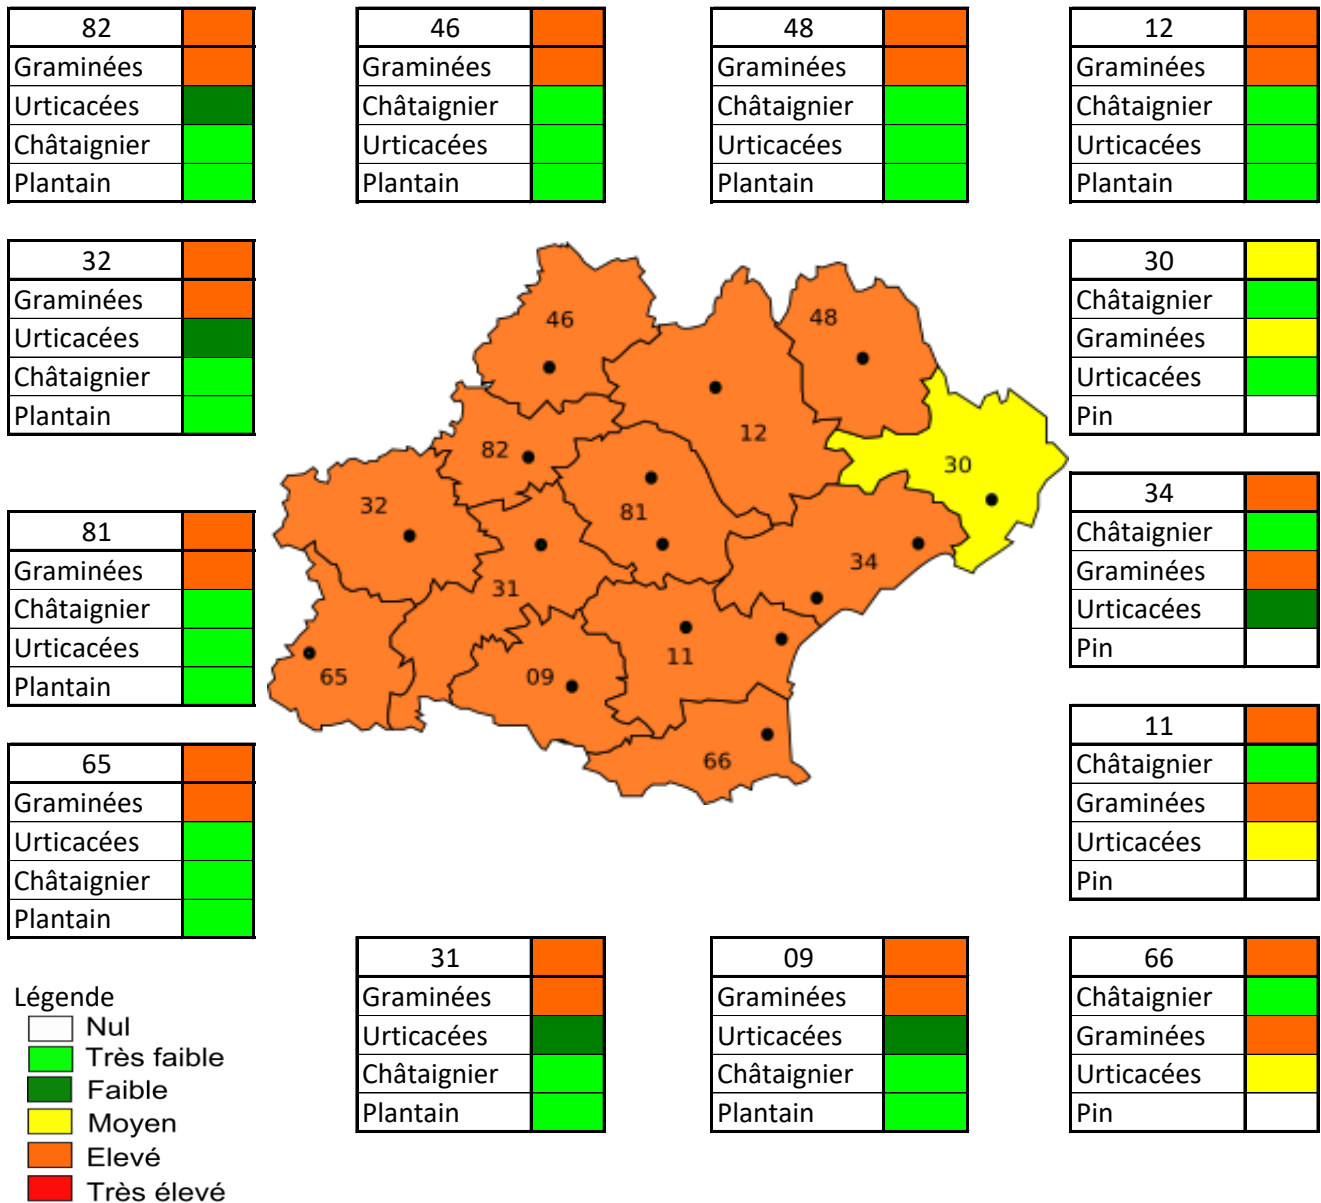 82
Graminées
Urticacées
Châtaignier
Plantain
46
Graminées
Châtaignier
Urticacées
Plantain
48
Graminées
Châtaignier
Urticacées
Plantain
12
Graminées
Châtaignier
Urticacées
Plantain
32
Graminées
Urticacées
Châtaignier
Plantain
30
Châtaignier
Graminées
Urticacées
Pin
46
48
12
82
30
32
81
34
31
11
65
09
66
81
Graminées
Châtaignier
Urticacées
Plantain
34
Châtaignier
Graminées
Urticacées
Pin
65
Graminées
Urticacées
Châtaignier
Plantain
11
Châtaignier
Graminées
Urticacées
Pin
31
Graminées
Urticacées
Châtaignier
Plantain
09
Graminées
Urticacées
Châtaignier
Plantain
66
Châtaignier
Graminées
Urticacées
Pin
Légende
Nul
Très faible
Faible
Moyen
Elevé
Très élevé